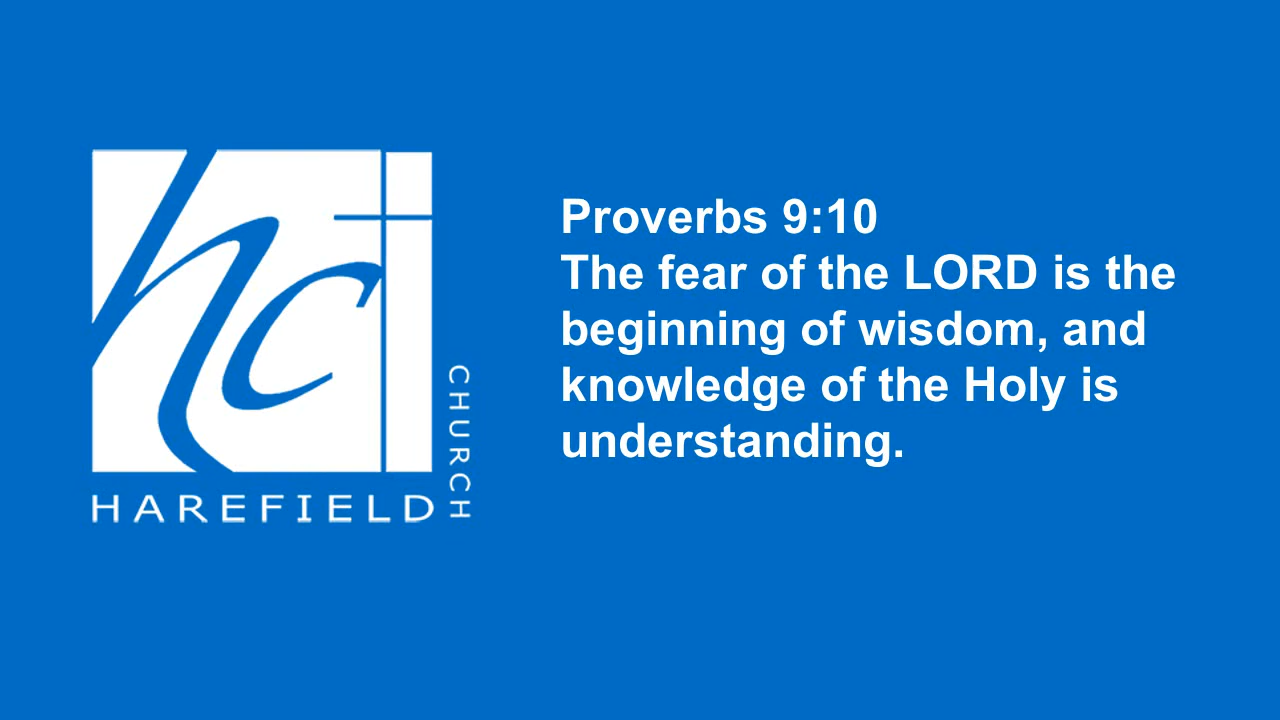 hc
HAREFIELD
CHURCH
Proverbs 9:10
The fear of the LORD is the
beginning of wisdom, and
knowledge of the Holy is
understanding.